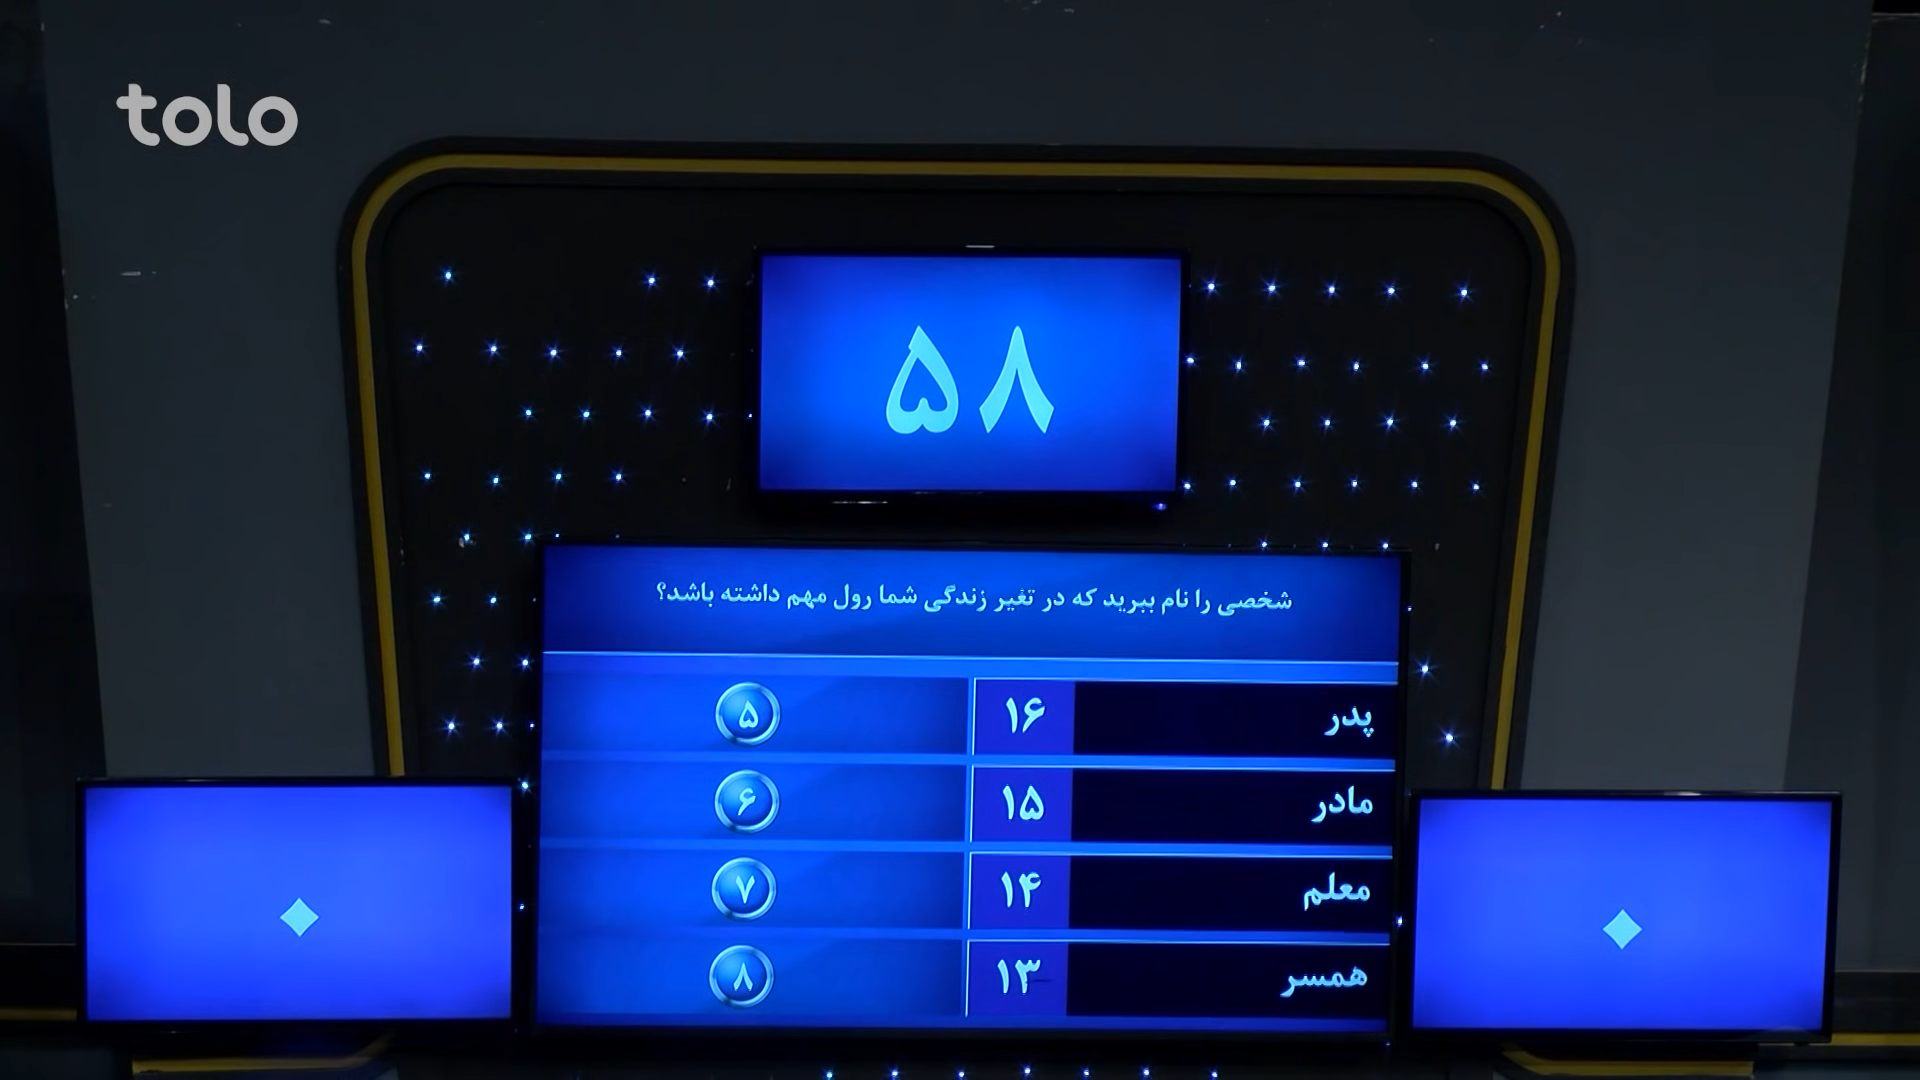 tolo
۵۸
شخصی را نام ببرید که در تغیر زندگی شما رول مهم داشته باشد؟
پدر ۱۶ ۵
مادر ۱۵ ۶
معلم ۱۴ ۷
همسر ۱۳ ۸